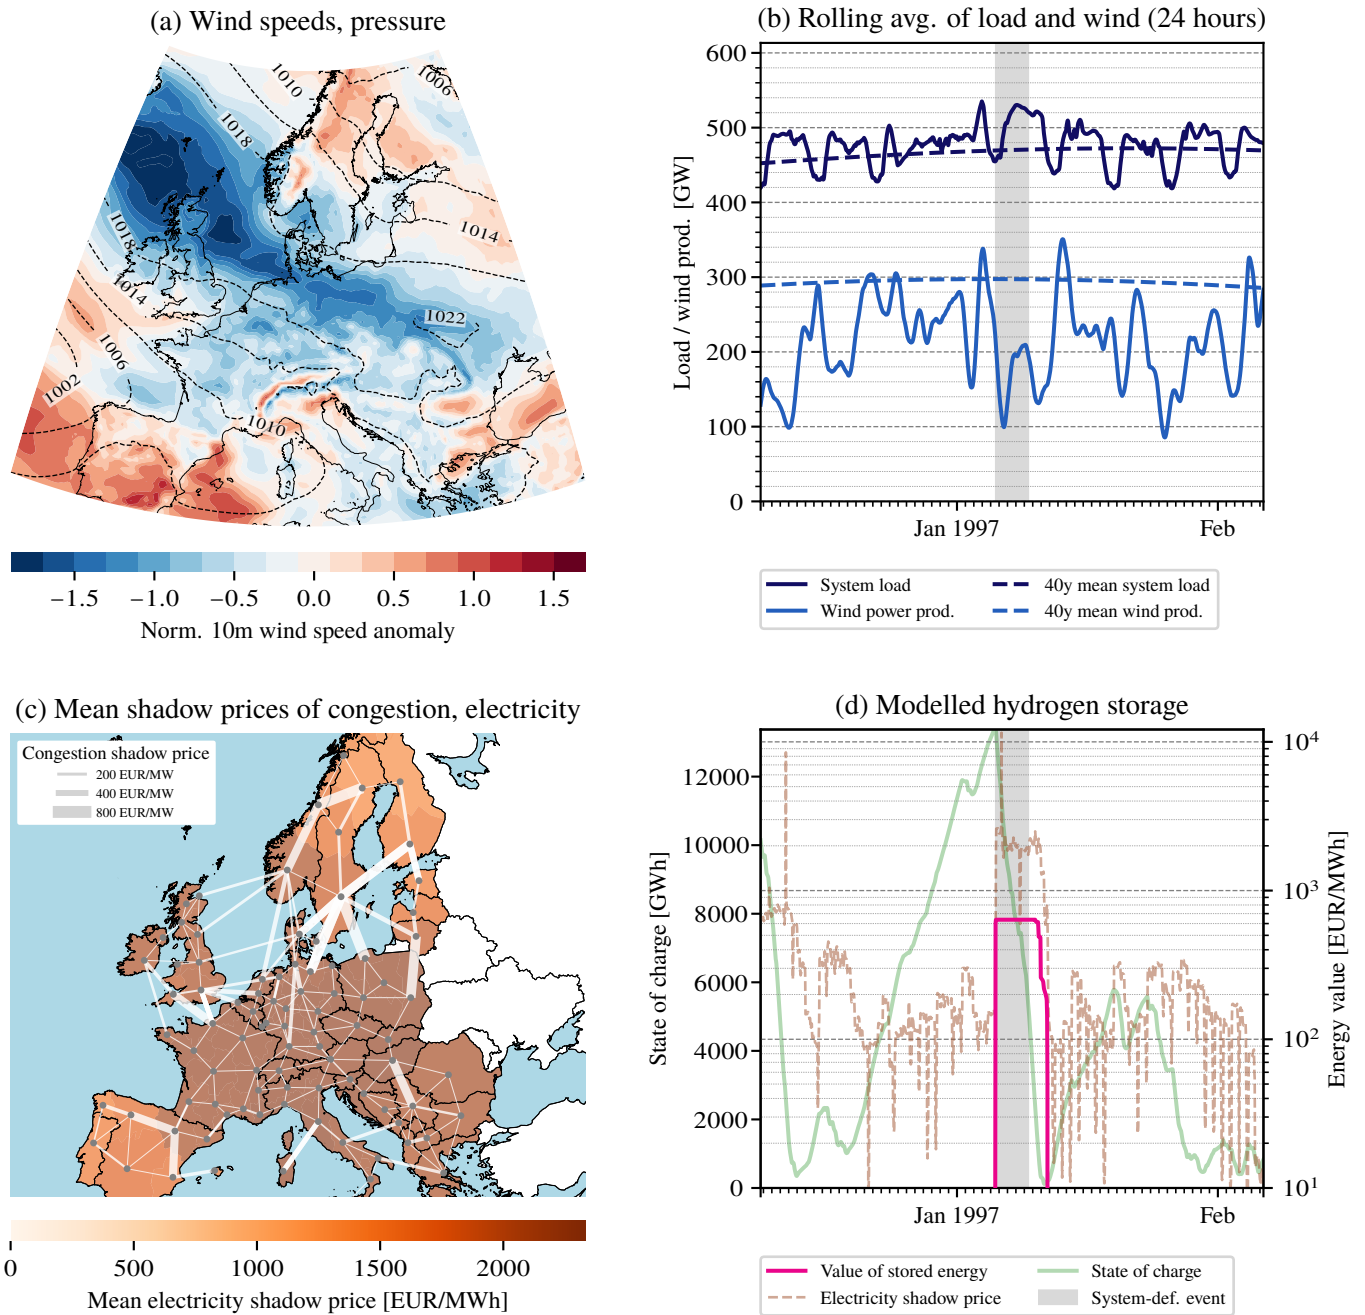 (a) Wind speeds, pressure
1010
1006
1018
1018
1014
1014
1022
1006
1002
1010
−1.5 −1.0 −0.5 0.0 0.5 1.0 1.5
Norm. 10m wind speed anomaly
(b) Rolling avg. of load and wind (24 hours)
Load / wind prod. [GW]
600
500
400
300
200
100
0
Jan 1997 Feb
System load
Wind power prod.
40y mean system load
40y mean wind prod.
(c) Mean shadow prices of congestion, electricity
Congestion shadow price
200 EUR/MW
400 EUR/MW
800 EUR/MW
0 500 1000 1500 2000
Mean electricity shadow price [EUR/MWh]
(d) Modelled hydrogen storage
State of charge [GWh]
12000
10000
8000
6000
4000
2000
0
10⁴
10³
10²
10¹
Energy value [EUR/MWh]
Jan 1997 Feb
Value of stored energy
Electricity shadow price
State of charge
System-def. event